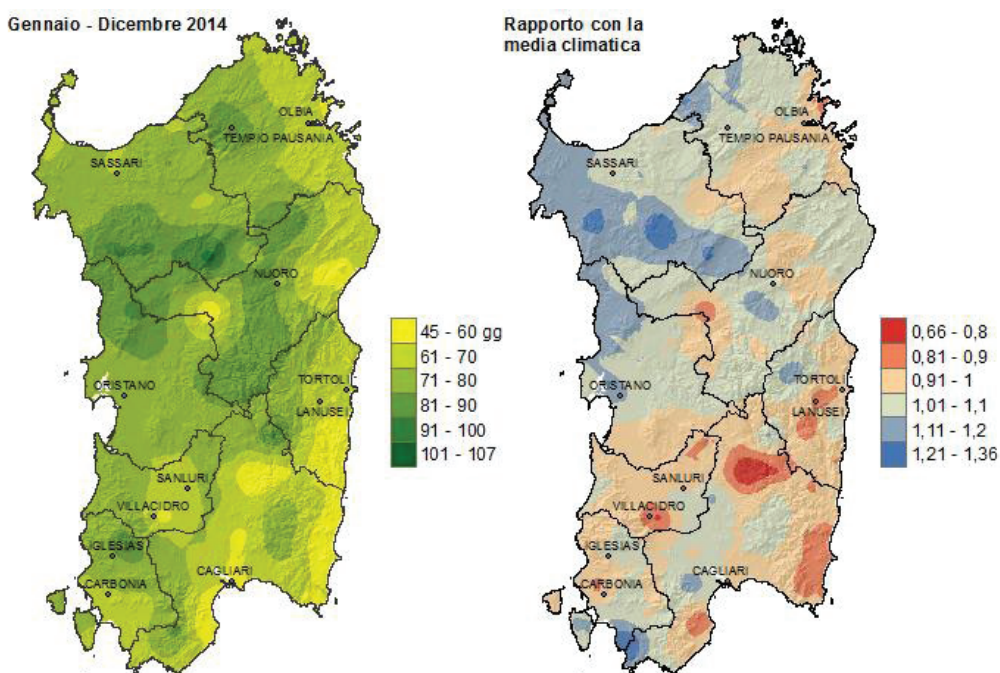 Gennaio - Dicembre 2014
OLBIA
TEMPIO PAUSANIA
SASSARI
NUORO
ORISTANO
TORTOLI
LANUSEI
SANLURI
VILLACIDRO
IGLESIAS
CARBONIA
CAGLIARI
45 - 60 gg
61 - 70
71 - 80
81 - 90
91 - 100
101 - 107
Rapporto con la
media climatica
OLBIA
TEMPIO PAUSANIA
SASSARI
NUORO
ORISTANO
TORTOLI
LANUSEI
SANLURI
VILLACIDRO
IGLESIAS
CARBONIA
CAGLIARI
0,66 - 0,8
0,81 - 0,9
0,91 - 1
1,01 - 1,1
1,11 - 1,2
1,21 - 1,36